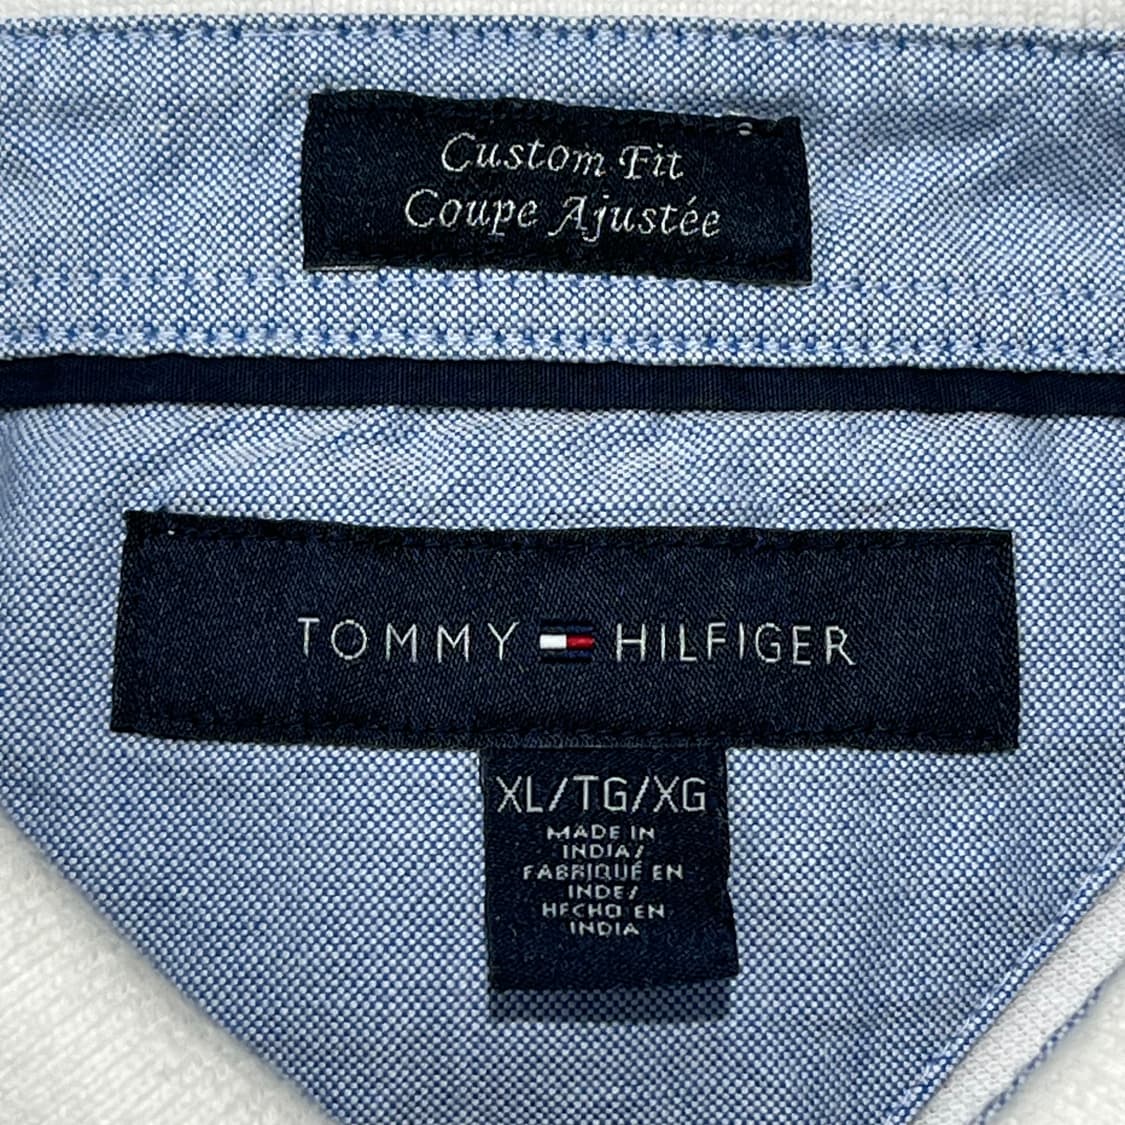 Custom Fit
Coupe Ajustée
TOMMY HILFIGER
XL/TG/XG
MADE IN
INDIA/
FABRIQUÉ EN
INDE/
HECHO EN
INDIA